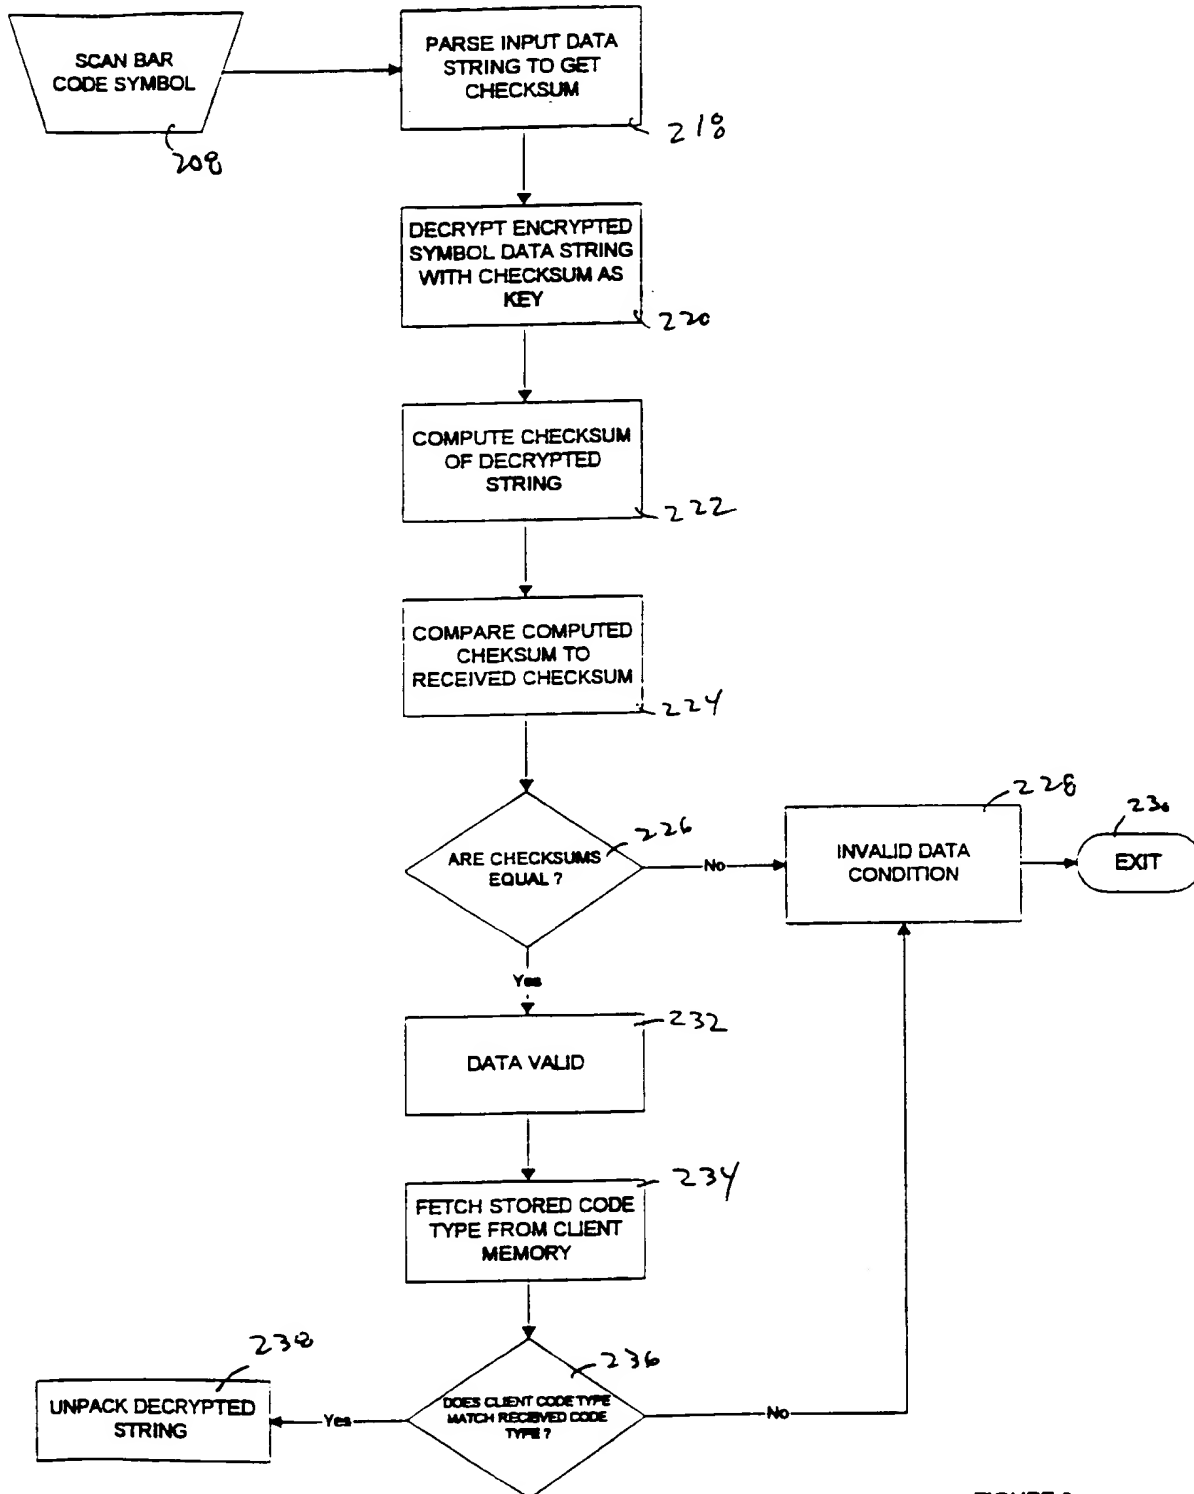 SCAN BAR
CODE SYMBOL
208
PARSE INPUT DATA
STRING TO GET
CHECKSUM
218
DECRYPT ENCRYPTED
SYMBOL DATA STRING
WITH CHECKSUM AS
KEY
220
COMPUTE CHECKSUM
OF DECRYPTED
STRING
222
COMPARE COMPUTED
CHEKSUM TO
RECEIVED CHECKSUM
224
ARE CHECKSUMS
EQUAL ?
226
No
INVALID DATA
CONDITION
228
EXIT
230
Yes
DATA VALID
232
FETCH STORED CODE
TYPE FROM CLIENT
MEMORY
234
DOES CLIENT CODE TYPE
MATCH RECEIVED CODE
TYPE ?
236
No
Yes
UNPACK DECRYPTED
STRING
238